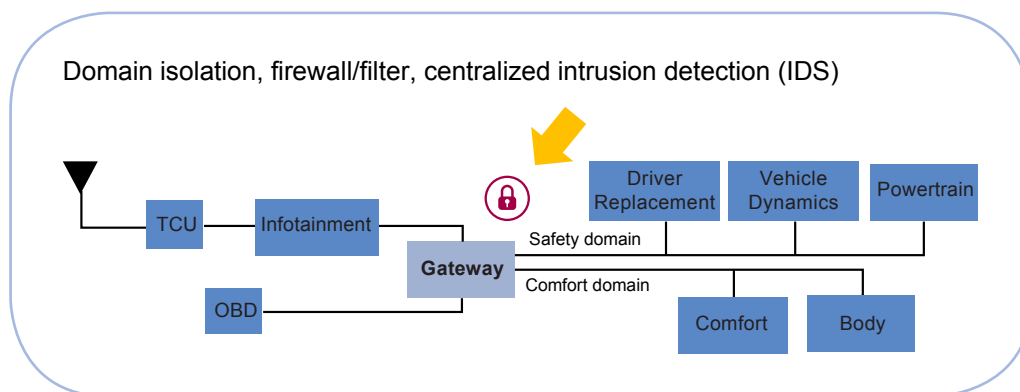 Domain isolation, firewall/filter, centralized intrusion detection (IDS)
Driver
Replacement
Vehicle
Dynamics
Powertrain
TCU
Infotainment
Safety domain
Gateway
Comfort domain
OBD
Comfort
Body